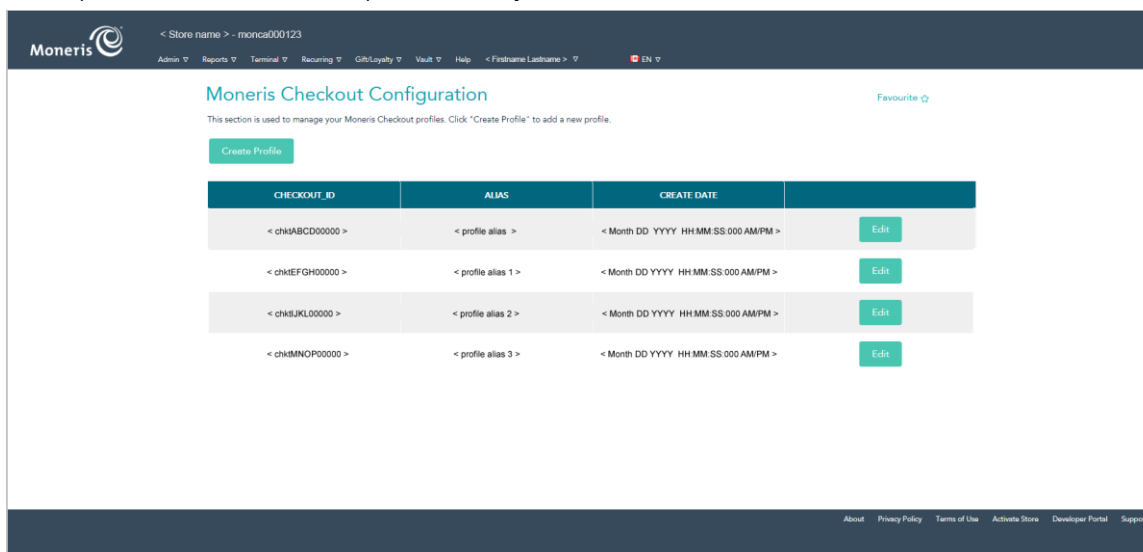 < Store name > - monca000123
Moneris
Admin Reports Terminal Recurring Gift/Loyalty Vault Help < Firstname Lastname > EN
Moneris Checkout Configuration
Favourite
This section is used to manage your Moneris Checkout profiles. Click "Create Profile" to add a new profile.
Create Profile
CHECKOUT_ID ALIAS CREATE DATE
< chktABCD00000 > < profile alias > < Month DD YYYY HH:MM:SS:000 AM/PM > Edit
< chktEFGH00000 > < profile alias 1 > < Month DD YYYY HH:MM:SS:000 AM/PM > Edit
< chktIJKL00000 > < profile alias 2 > < Month DD YYYY HH:MM:SS:000 AM/PM > Edit
< chktMNOP00000 > < profile alias 3 > < Month DD YYYY HH:MM:SS:000 AM/PM > Edit
About Privacy Policy Terms of Use Activate Store Developer Portal